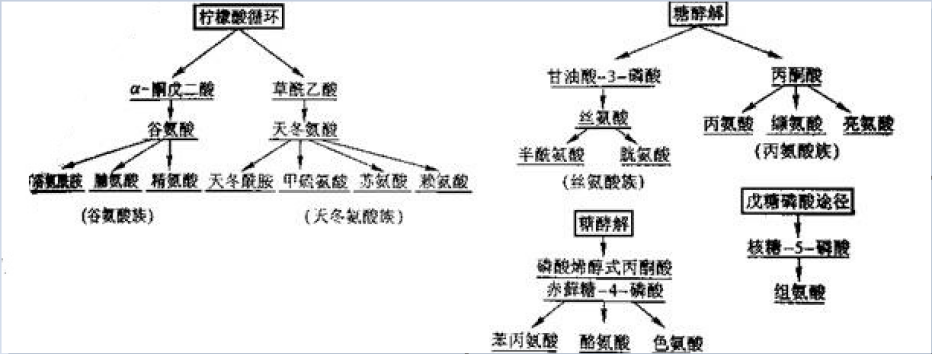 柠檬酸循环
α-酮戊二酸 草酰乙酸
谷氨酸 天冬氨酸
谷氨酰胺 脯氨酸 精氨酸 天冬酰胺 甲硫氨酸 苏氨酸 赖氨酸
(谷氨酸族) (天冬氨酸族)
糖酵解
甘油酸-3-磷酸 丙酮酸
丝氨酸 丙氨酸 缬氨酸 亮氨酸
半酰氨酸 胱氨酸 (丙氨酸族)
(丝氨酸族)
糖酵解
磷酸烯醇式丙酮酸
赤藓糖-4-磷酸
苯丙氨酸 酪氨酸 色氨酸
戊糖磷酸途径
核糖-5-磷酸
组氨酸